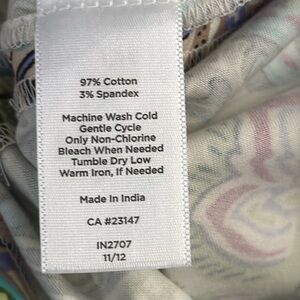 97% Cotton
3% Spandex
Machine Wash Cold
Gentle Cycle
Only Non-Chlorine
Bleach When Needed
Tumble Dry Low
Warm Iron, If Needed
Made In India
CA #23147
IN2707
11/12